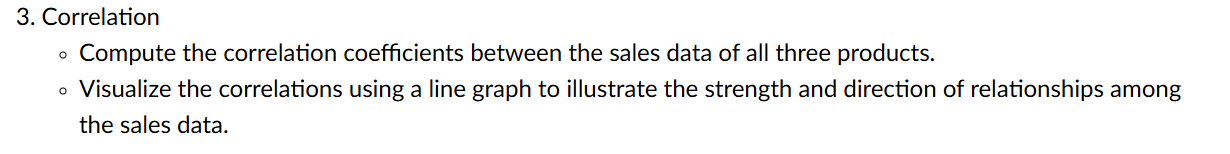 3. Correlation
◦ Compute the correlation coefficients between the sales data of all three products.
◦ Visualize the correlations using a line graph to illustrate the strength and direction of relationships among
the sales data.